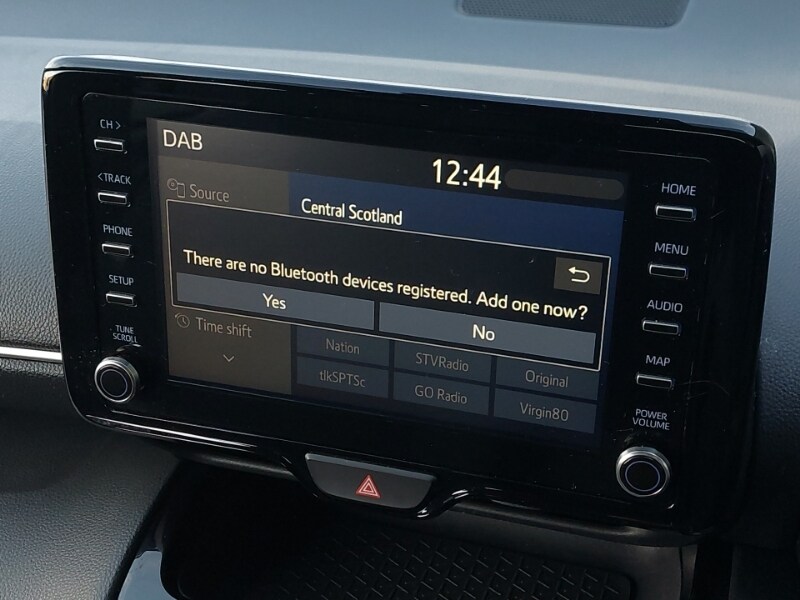 CH >
< TRACK
PHONE
SETUP
TUNE
SCROLL
DAB
12:44
Source
Central Scotland
There are no Bluetooth devices registered. Add one now?
Yes
No
Time shift
Nation
STVRadio
Original
tlkSPTSc
GO Radio
Virgin80
HOME
MENU
AUDIO
MAP
POWER
VOLUME